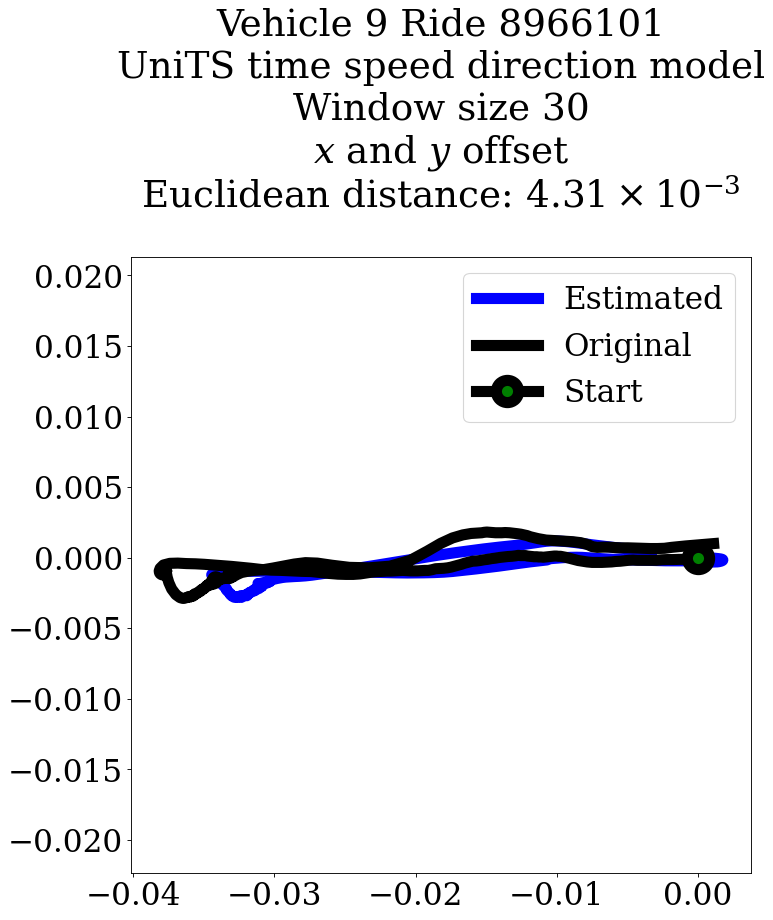 Vehicle 9 Ride 8966101
UniTS time speed direction model
Window size 30
x and y offset
Euclidean distance: 4.31 × 10⁻³
Estimated
Original
Start
0.020
0.015
0.010
0.005
0.000
−0.005
−0.010
−0.015
−0.020
−0.04 −0.03 −0.02 −0.01 0.00